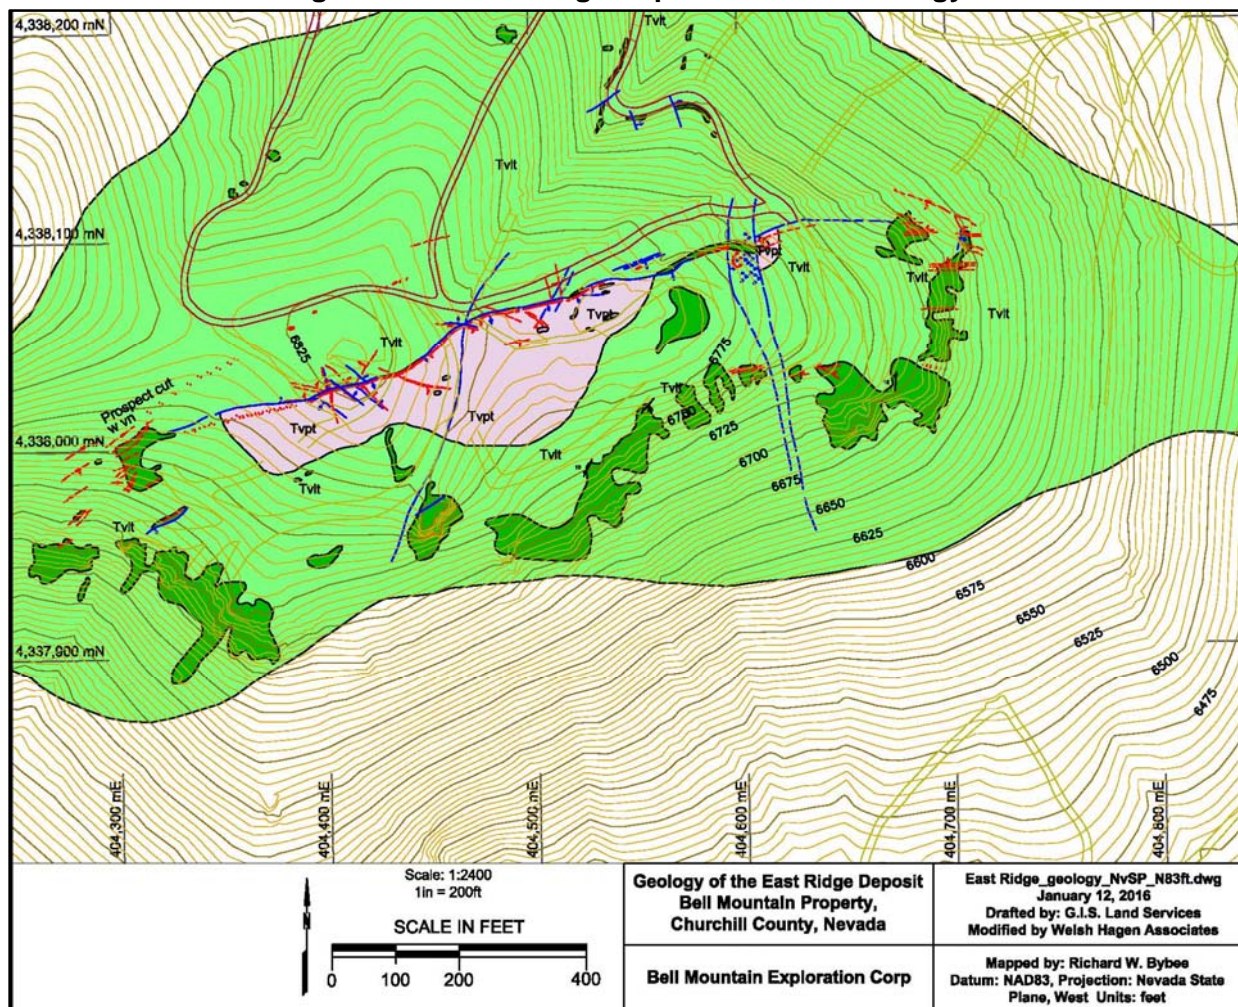 4,338,200 mN
Tvlt
Tvlt
4,338,100 mN
Tvpt
Tvlt
Tvlt
Tvlt
Tvpt
6825
Tvlt
6775
Prospect cut
w vn
Tvlt
6750
Tvpt
Tvpt
6725
4,338,000 mN
Tvlt
6700
Tvlt
6675
6650
Tvlt
6625
6600
6575
6550
6525
4,337,900 mN
6500
6475
404,300 mE
404,400 mE
404,500 mE
404,600 mE
404,700 mE
404,800 mE
N
Scale: 1:2400
1in = 200ft
SCALE IN FEET
0 100 200 400
Geology of the East Ridge Deposit
Bell Mountain Property,
Churchill County, Nevada
Bell Mountain Exploration Corp
East Ridge_geology_NvSP_N83ft.dwg
January 12, 2016
Drafted by: G.I.S. Land Services
Modified by Welsh Hagen Associates
Mapped by: Richard W. Bybee
Datum: NAD83, Projection: Nevada State
Plane, West Units: feet